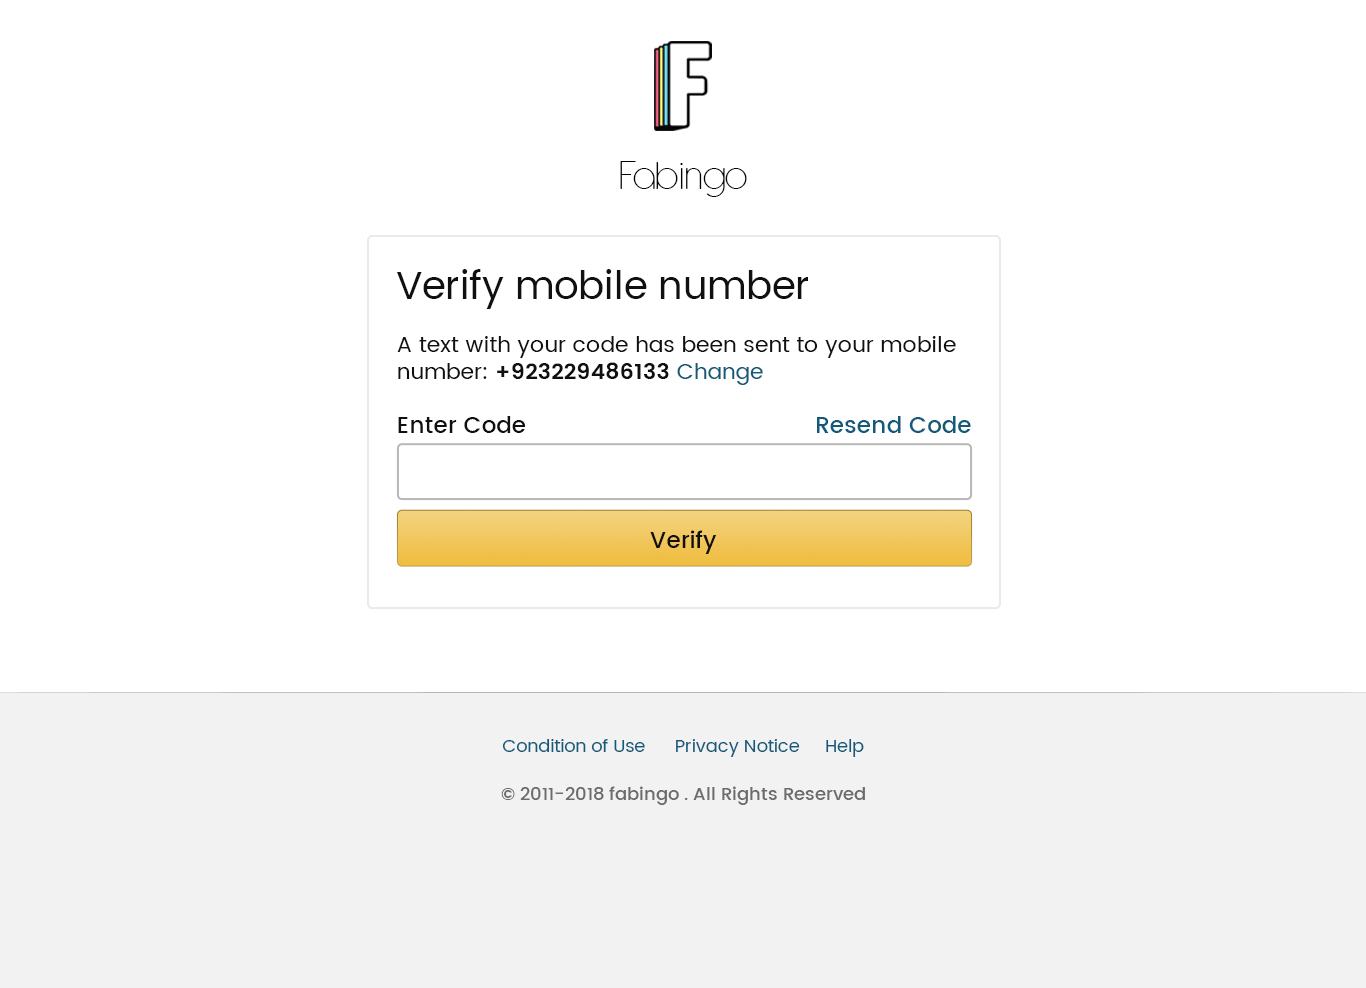 F
Fabingo
Verify mobile number
A text with your code has been sent to your mobile
number: +923229486133 Change
Enter Code Resend Code
Verify
Condition of Use Privacy Notice Help
© 2011-2018 fabingo . All Rights Reserved